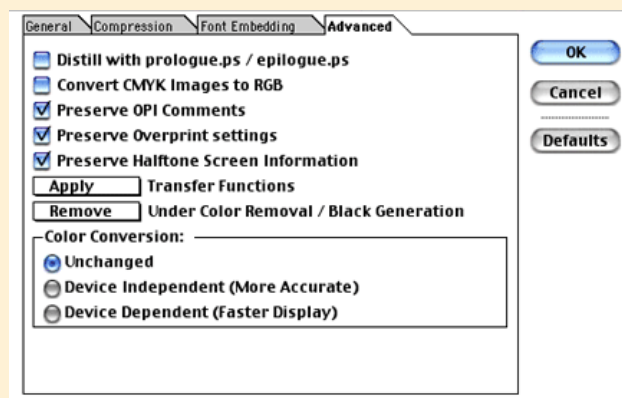 General Compression Font Embedding Advanced
Distill with prologue.ps / epilogue.ps
Convert CMYK Images to RGB
Preserve OPI Comments
Preserve Overprint settings
Preserve Halftone Screen Information
Apply Transfer Functions
Remove Under Color Removal / Black Generation
Color Conversion:
Unchanged
Device Independent (More Accurate)
Device Dependent (Faster Display)
OK
Cancel
Defaults